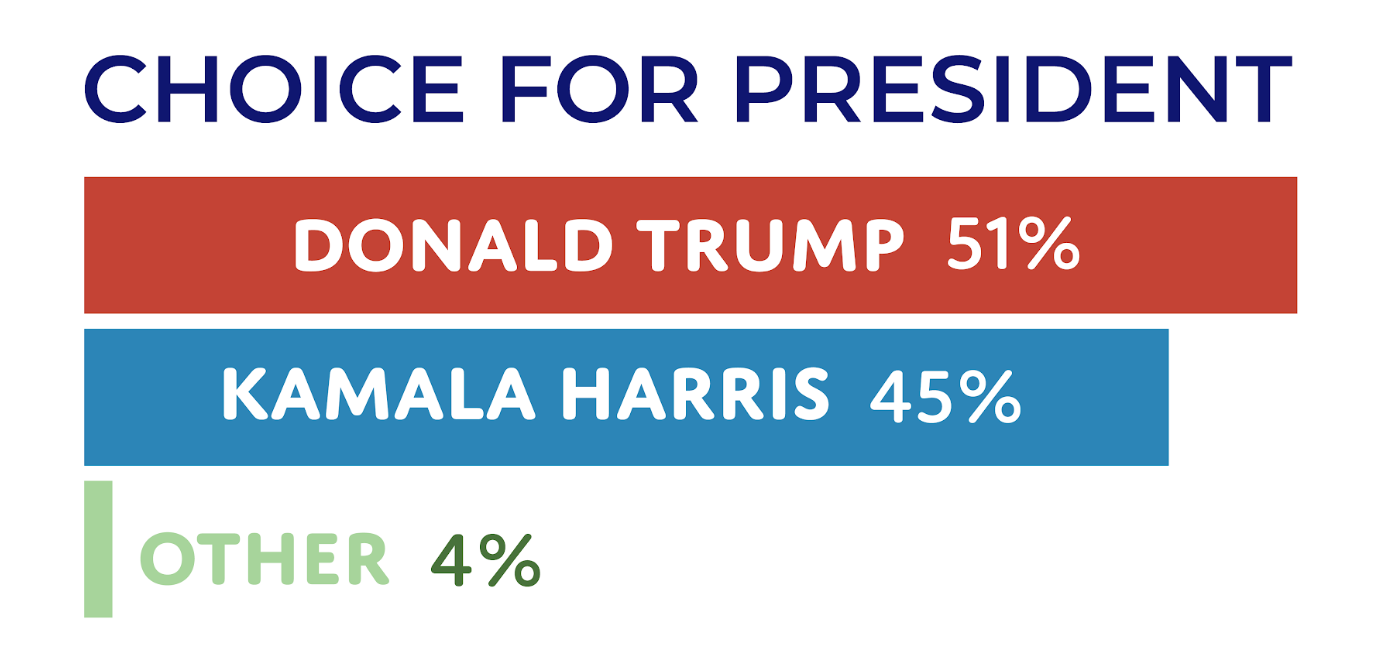 CHOICE FOR PRESIDENT
DONALD TRUMP 51%
KAMALA HARRIS 45%
OTHER 4%